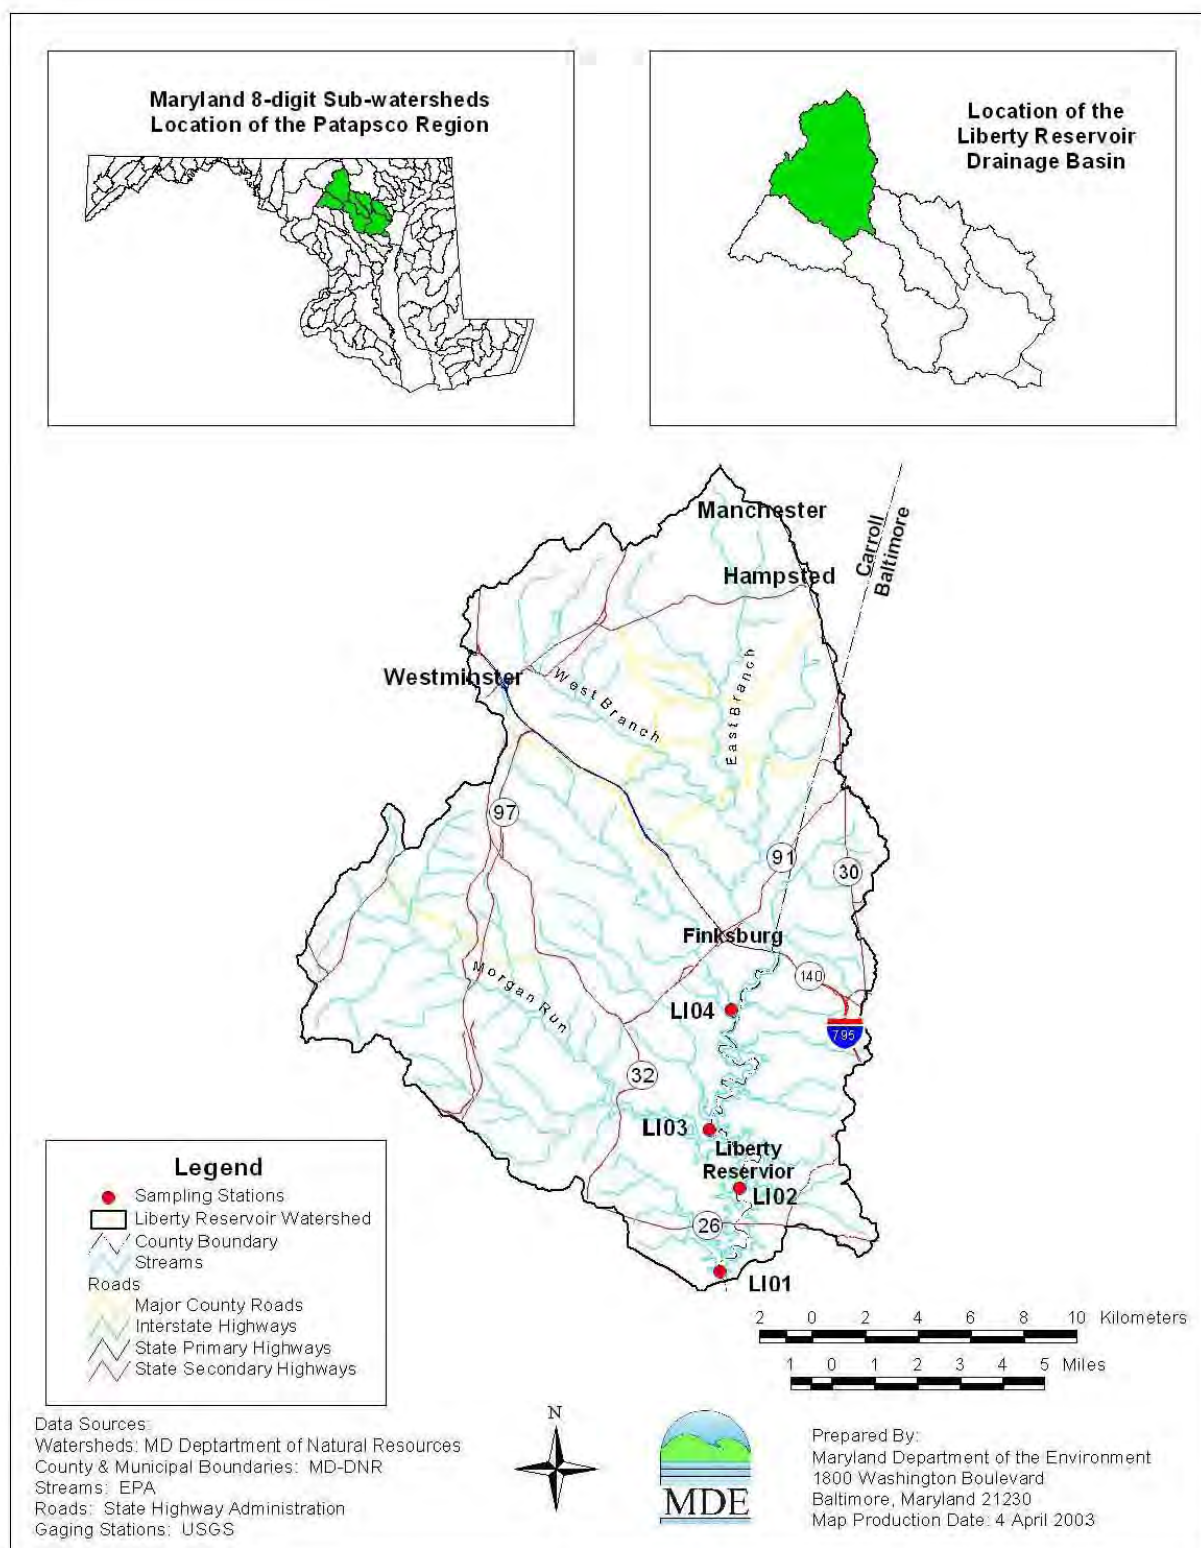 Maryland 8-digit Sub-watersheds
Location of the Patapsco Region
Location of the
Liberty Reservoir
Drainage Basin
Manchester
Carroll
Baltimore
Hampsted
Westminster
West Branch
East Branch
97
91
30
Finksburg
140
Morgan Run
LI04
795
32
LI03
Liberty
Reservior
LI02
26
LI01
Legend
Sampling Stations
Liberty Reservoir Watershed
County Boundary
Streams
Roads
Major County Roads
Interstate Highways
State Primary Highways
State Secondary Highways
2 0 2 4 6 8 10 Kilometers
1 0 1 2 3 4 5 Miles
Data Sources:
Watersheds: MD Deptartment of Natural Resources
County & Municipal Boundaries: MD-DNR
Streams: EPA
Roads: State Highway Administration
Gaging Stations: USGS
N
MDE
Prepared By:
Maryland Department of the Environment
1800 Washington Boulevard
Baltimore, Maryland 21230
Map Production Date: 4 April 2003